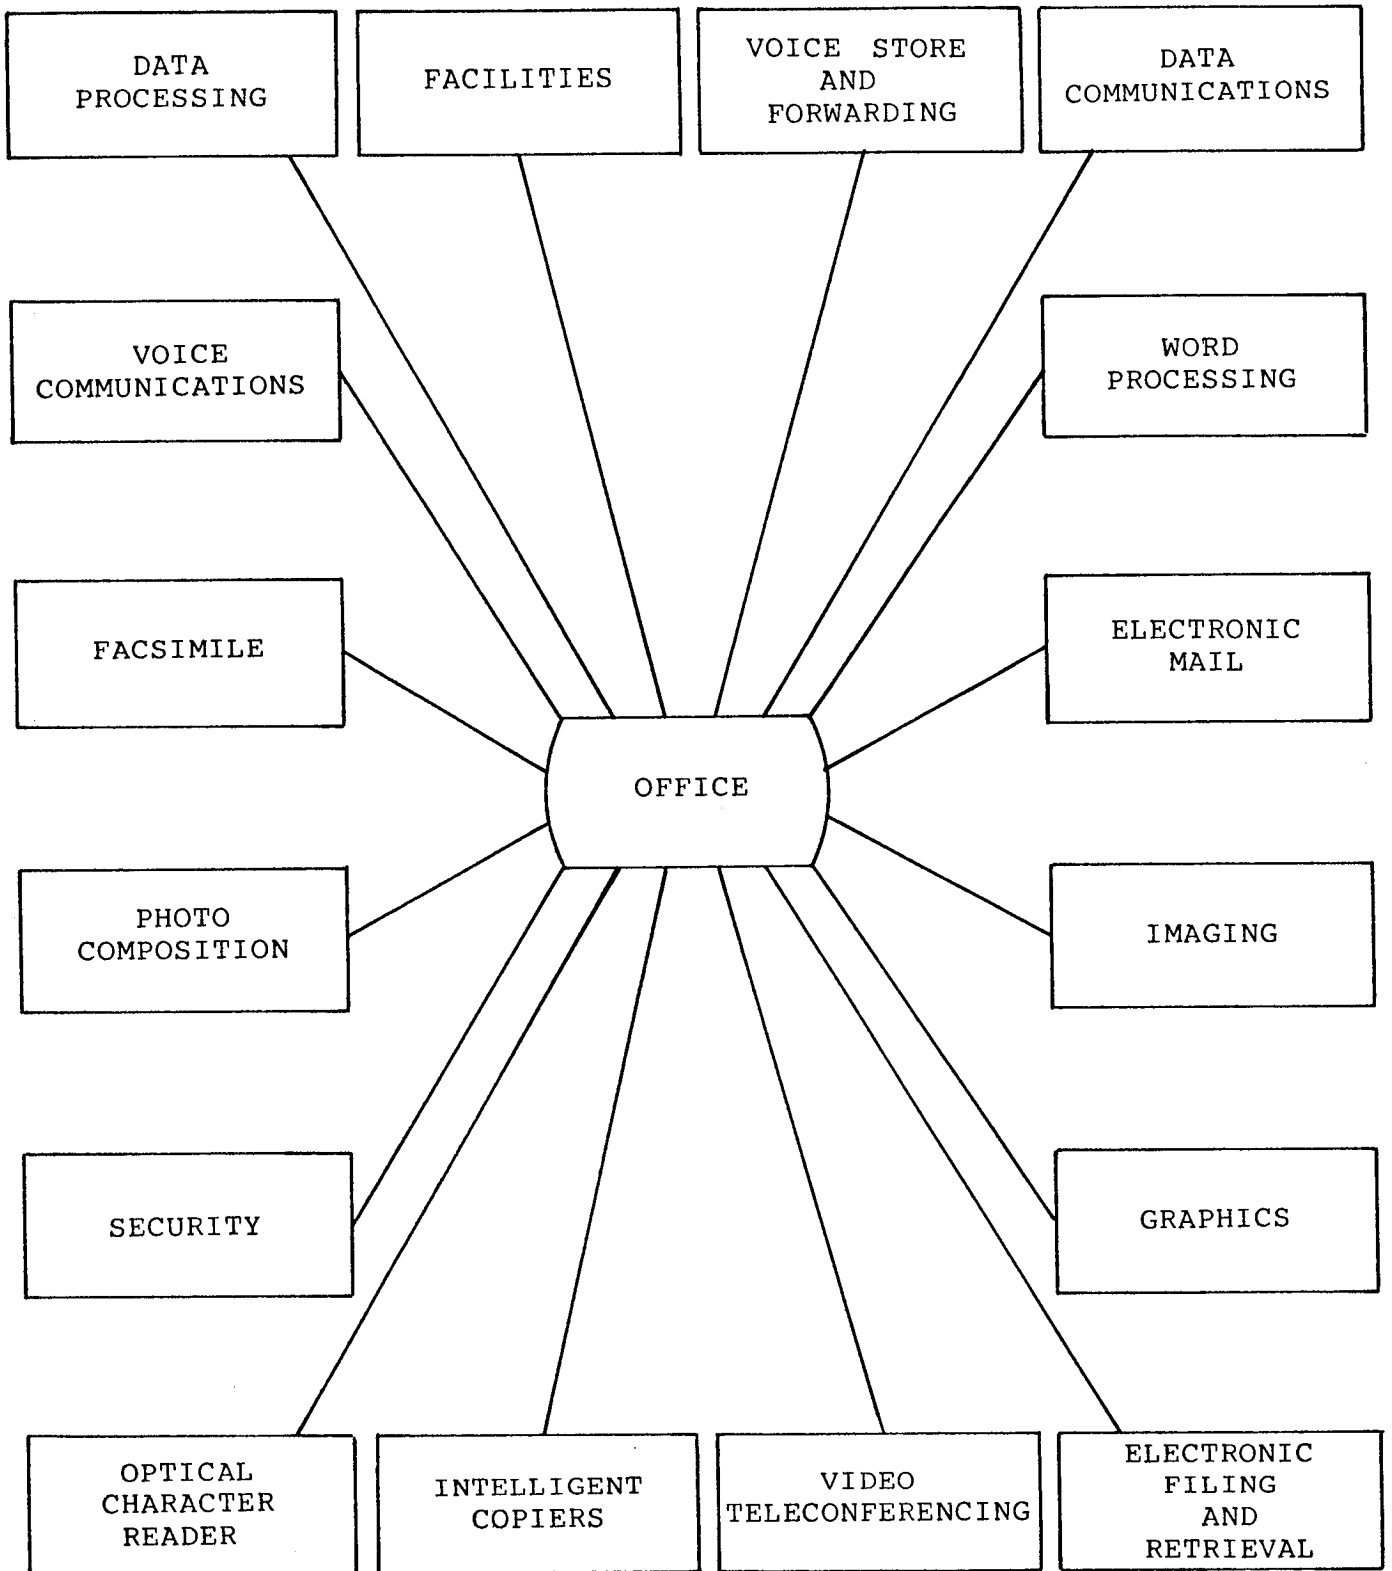 DATA
PROCESSING
FACILITIES
VOICE STORE
AND
FORWARDING
DATA
COMMUNICATIONS
VOICE
COMMUNICATIONS
WORD
PROCESSING
FACSIMILE
ELECTRONIC
MAIL
OFFICE
PHOTO
COMPOSITION
IMAGING
SECURITY
GRAPHICS
OPTICAL
CHARACTER
READER
INTELLIGENT
COPIERS
VIDEO
TELECONFERENCING
ELECTRONIC
FILING
AND
RETRIEVAL